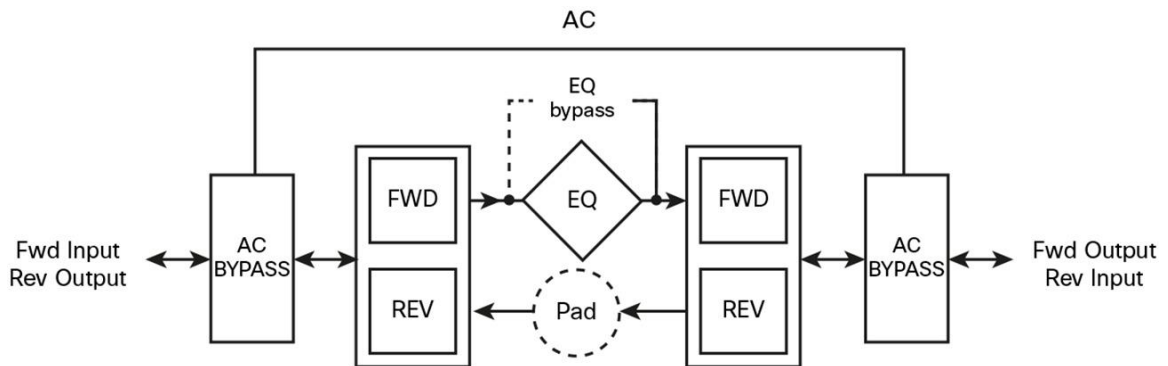 AC
EQ
bypass
FWD
EQ
FWD
Fwd Input
Rev Output
AC
BYPASS
AC
BYPASS
Fwd Output
Rev Input
REV
Pad
REV